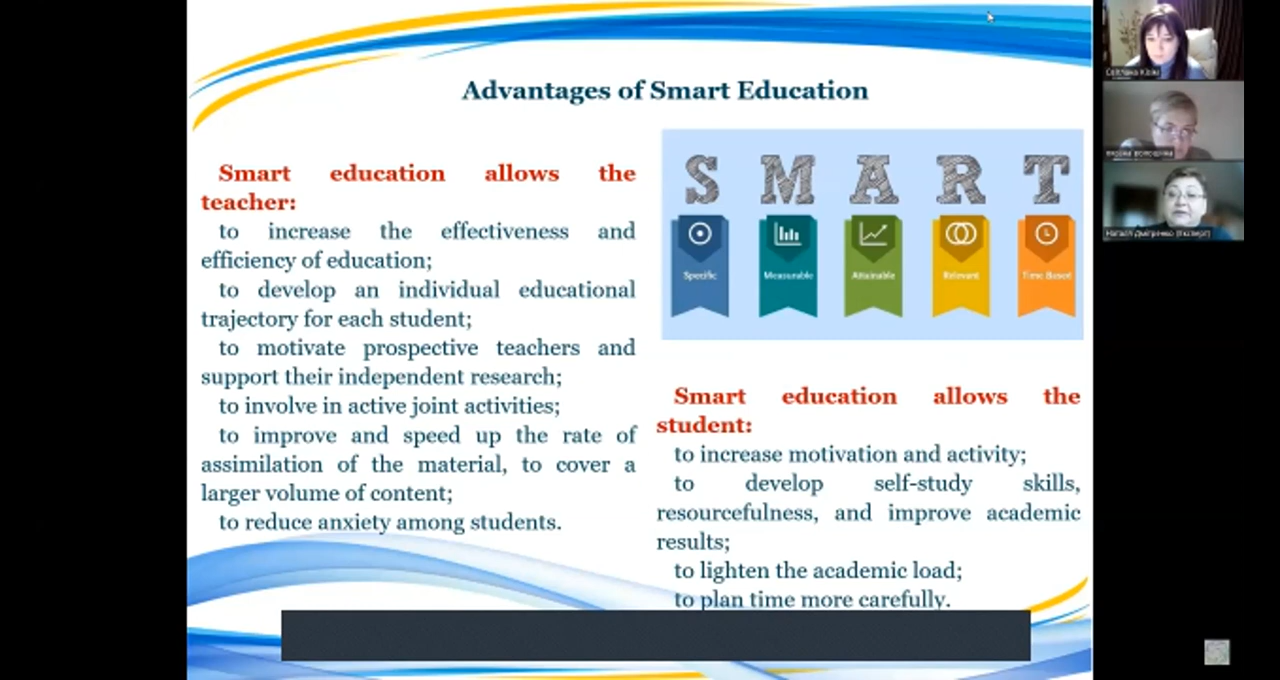 Advantages of Smart Education
Smart education allows the
teacher:
to increase the effectiveness and
efficiency of education;
to develop an individual educational
trajectory for each student;
to motivate prospective teachers and
support their independent research;
to involve in active joint activities;
to improve and speed up the rate of
assimilation of the material, to cover a
larger volume of content;
to reduce anxiety among students.
S M A R T
Specific Measurable Attainable Relevant Time Based
Smart education allows the
student:
to increase motivation and activity;
to develop self-study skills,
resourcefulness, and improve academic
results;
to lighten the academic load;
to plan time more carefully.
Світлана